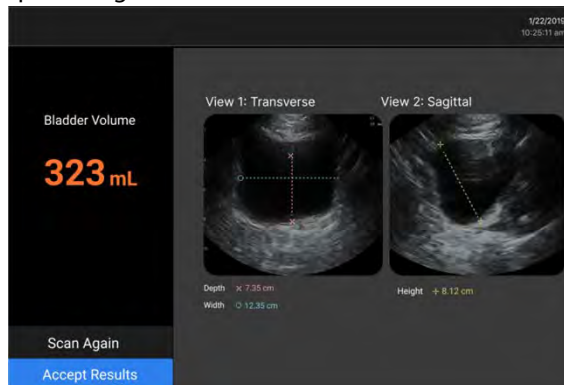 1/22/2019
10:25:11 am
Bladder Volume
323 mL
View 1: Transverse
View 2: Sagittal
Depth × 7.35 cm
Width ○ 12.35 cm
Height + 8.12 cm
Scan Again
Accept Results